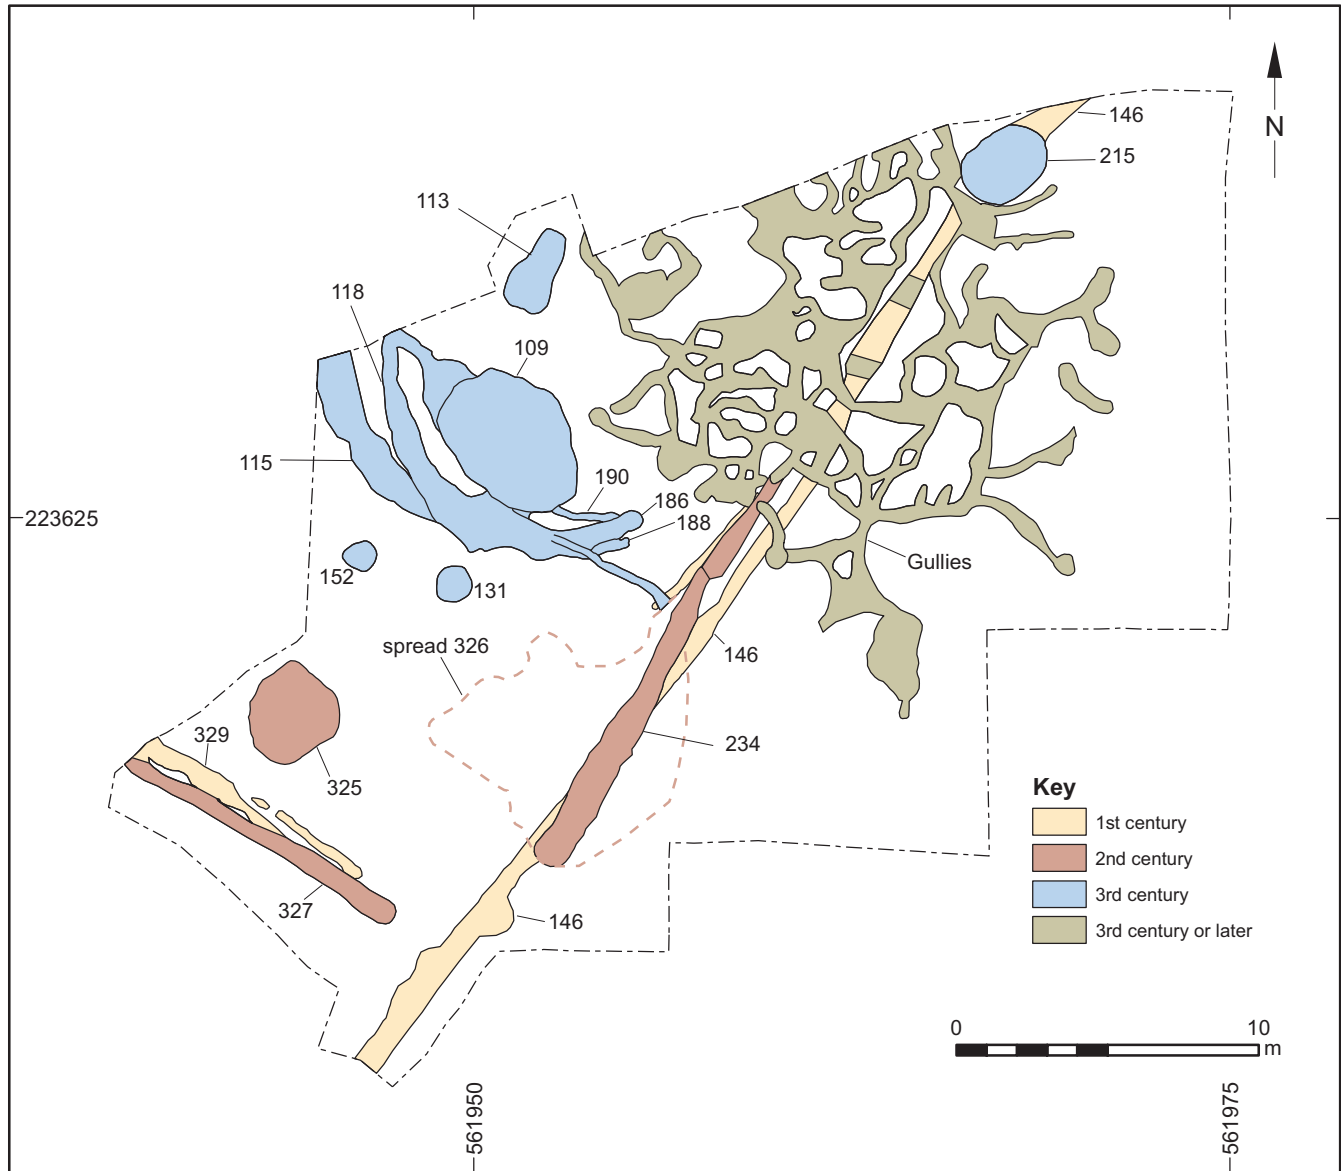 146
N
215
113
118
109
115
190
186
223625
188
Gullies
152
131
spread 326
146
329
234
325
Key
1st century
2nd century
327
3rd century
146
3rd century or later
0 10
m
561950
561975